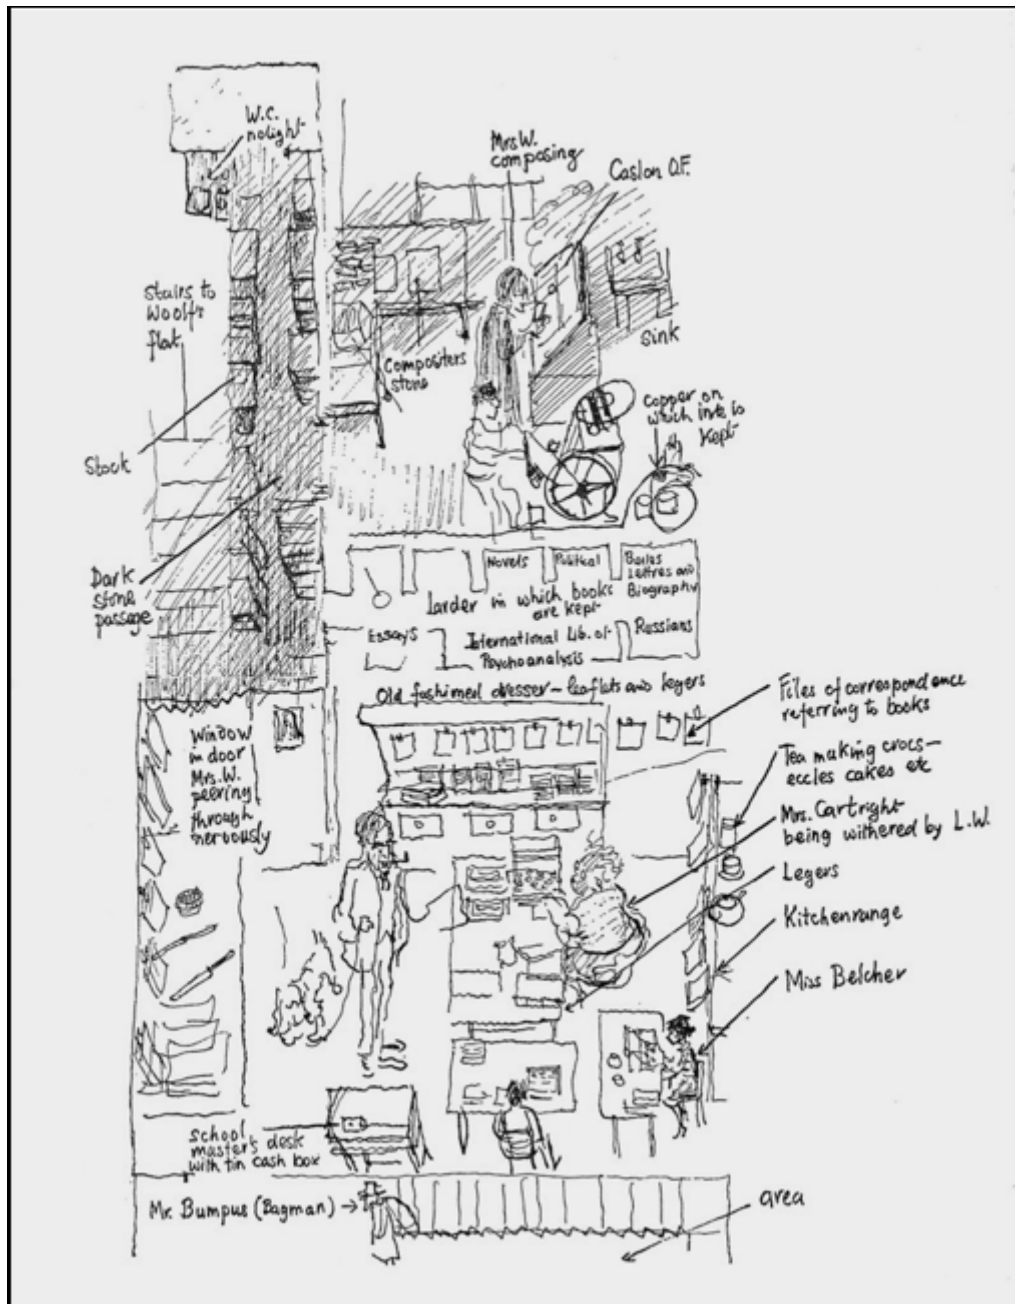 W.C.
no light
Mrs W.
composing
Caslon O.F.
Stairs to
Woolf's
flat
Compositers
stone
Sink
copper on
which ink is
kept
Stock
Dark
stone
passage
Novels
Political
Belles
Lettres and
Biography
Larder in which books
are kept
Essays
International Lib. of
Psychoanalysis
Russians
Old fashioned dresser – leaflats and legers
Files of correspondence
referring to books
Window
in door
Mrs. W.
peering
through
nervously
Tea making crocs –
eccles cakes etc
Mrs. Cartright
being withered by L.W.
Legers
Kitchenrange
Miss Belcher
school
master's desk
with tin cash box
Mr. Bumpus (Bagman)
area